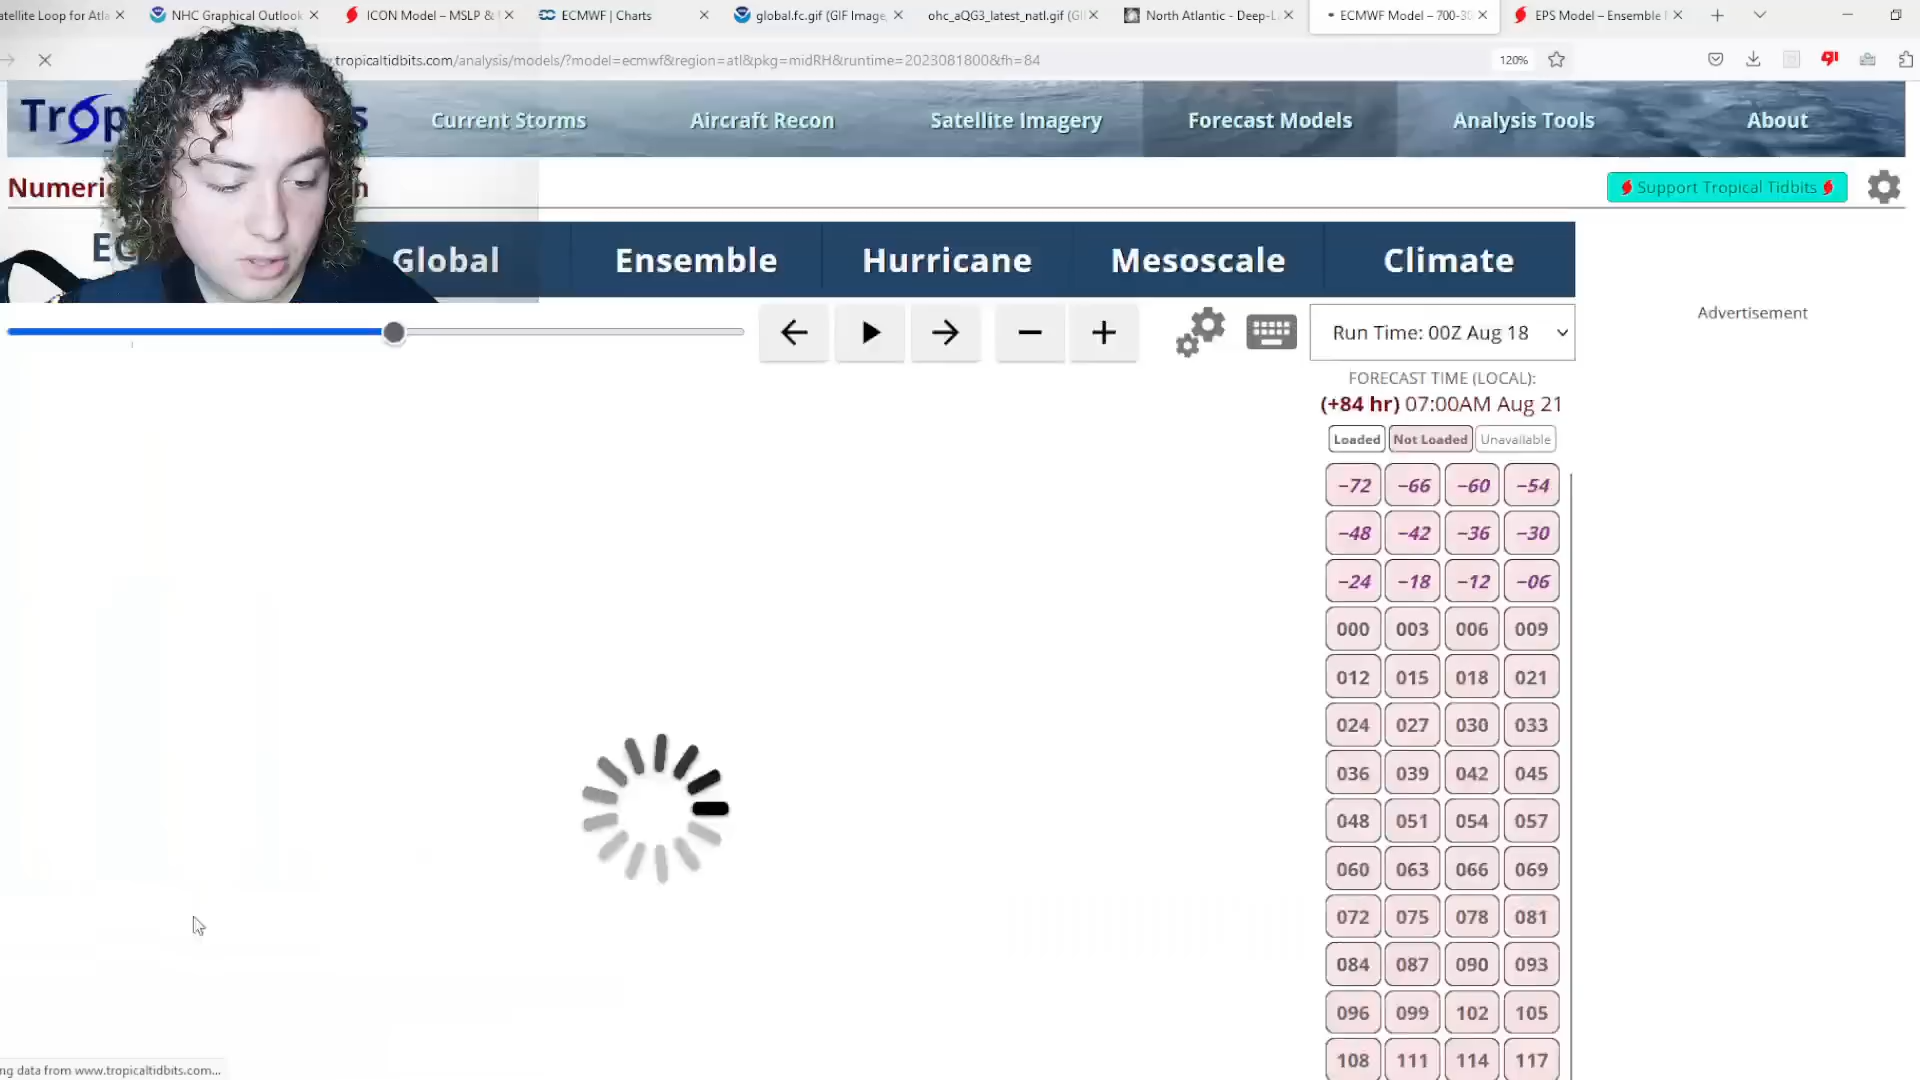 atellite Loop for Atla
NHC Graphical Outlook
ICON Model – MSLP &
ECMWF | Charts
global.fc.gif (GIF Image,
ohc_aQG3_latest_natl.gif (GI
North Atlantic - Deep-L
ECMWF Model – 700-30
EPS Model – Ensemble
.tropicaltidbits.com/analysis/models/?model=ecmwf&region=atl&pkg=midRH&runtime=2023081800&fh=84
120%
Trop s
Current Storms
Aircraft Recon
Satellite Imagery
Forecast Models
Analysis Tools
About
Numeric n
Support Tropical Tidbits
EC
Global
Ensemble
Hurricane
Mesoscale
Climate
Run Time: 00Z Aug 18
Advertisement
FORECAST TIME (LOCAL):
(+84 hr) 07:00AM Aug 21
Loaded Not Loaded Unavailable
−72 −66 −60 −54
−48 −42 −36 −30
−24 −18 −12 −06
000 003 006 009
012 015 018 021
024 027 030 033
036 039 042 045
048 051 054 057
060 063 066 069
072 075 078 081
084 087 090 093
096 099 102 105
108 111 114 117
ng data from www.tropicaltidbits.com...